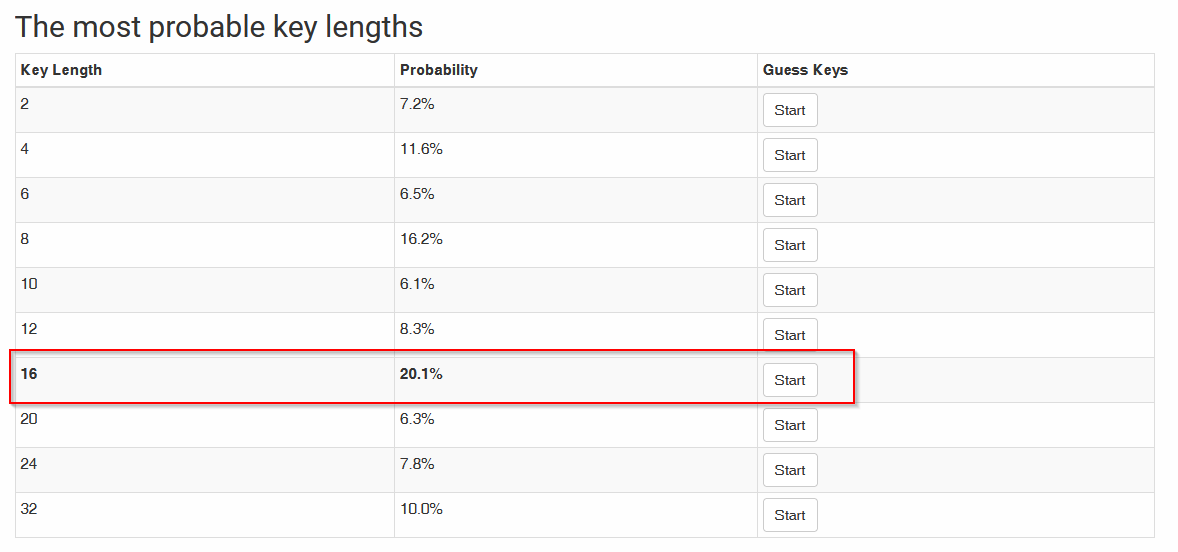 The most probable key lengths
Key Length Probability Guess Keys
2 7.2% Start
4 11.6% Start
6 6.5% Start
8 16.2% Start
10 6.1% Start
12 8.3% Start
16 20.1% Start
20 6.3% Start
24 7.8% Start
32 10.0% Start